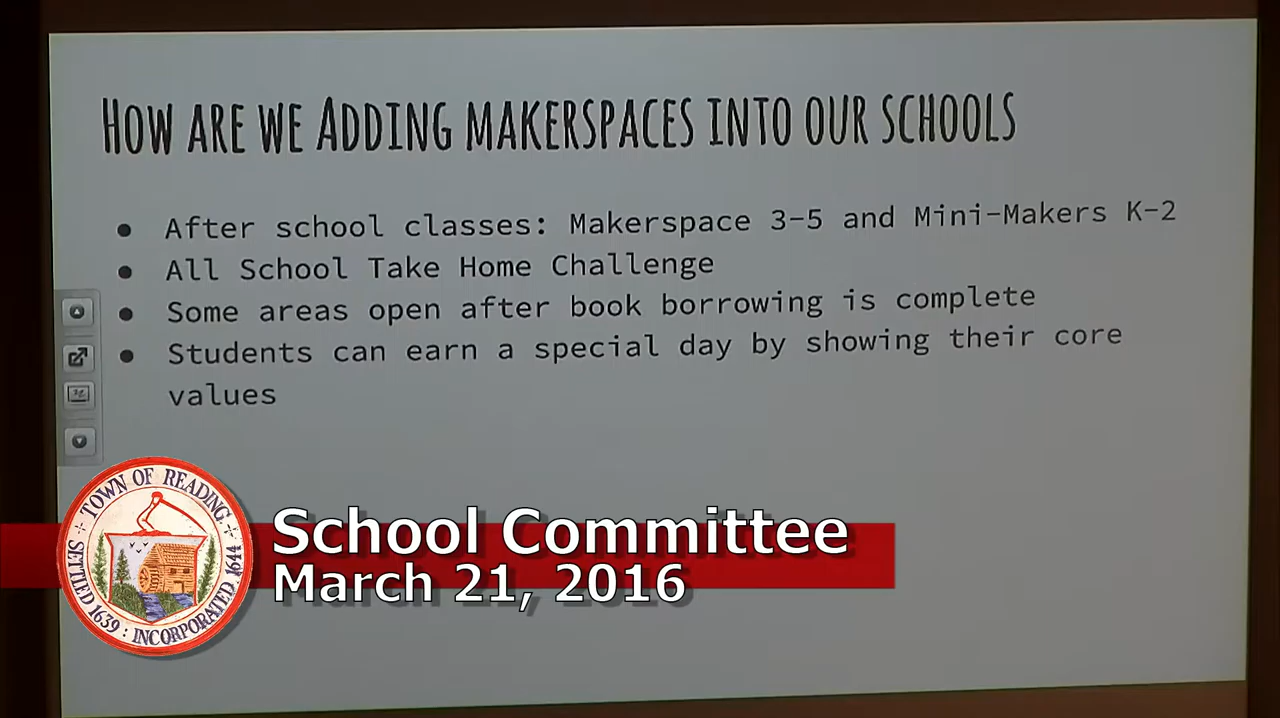 How are we Adding makerspaces into our schools
● After school classes: Makerspace 3-5 and Mini-Makers K-2
● All School Take Home Challenge
● Some areas open after book borrowing is complete
● Students can earn a special day by showing their core
values
TOWN OF READING
SETTLED 1639 : INCORPORATED 1644
School Committee
March 21, 2016